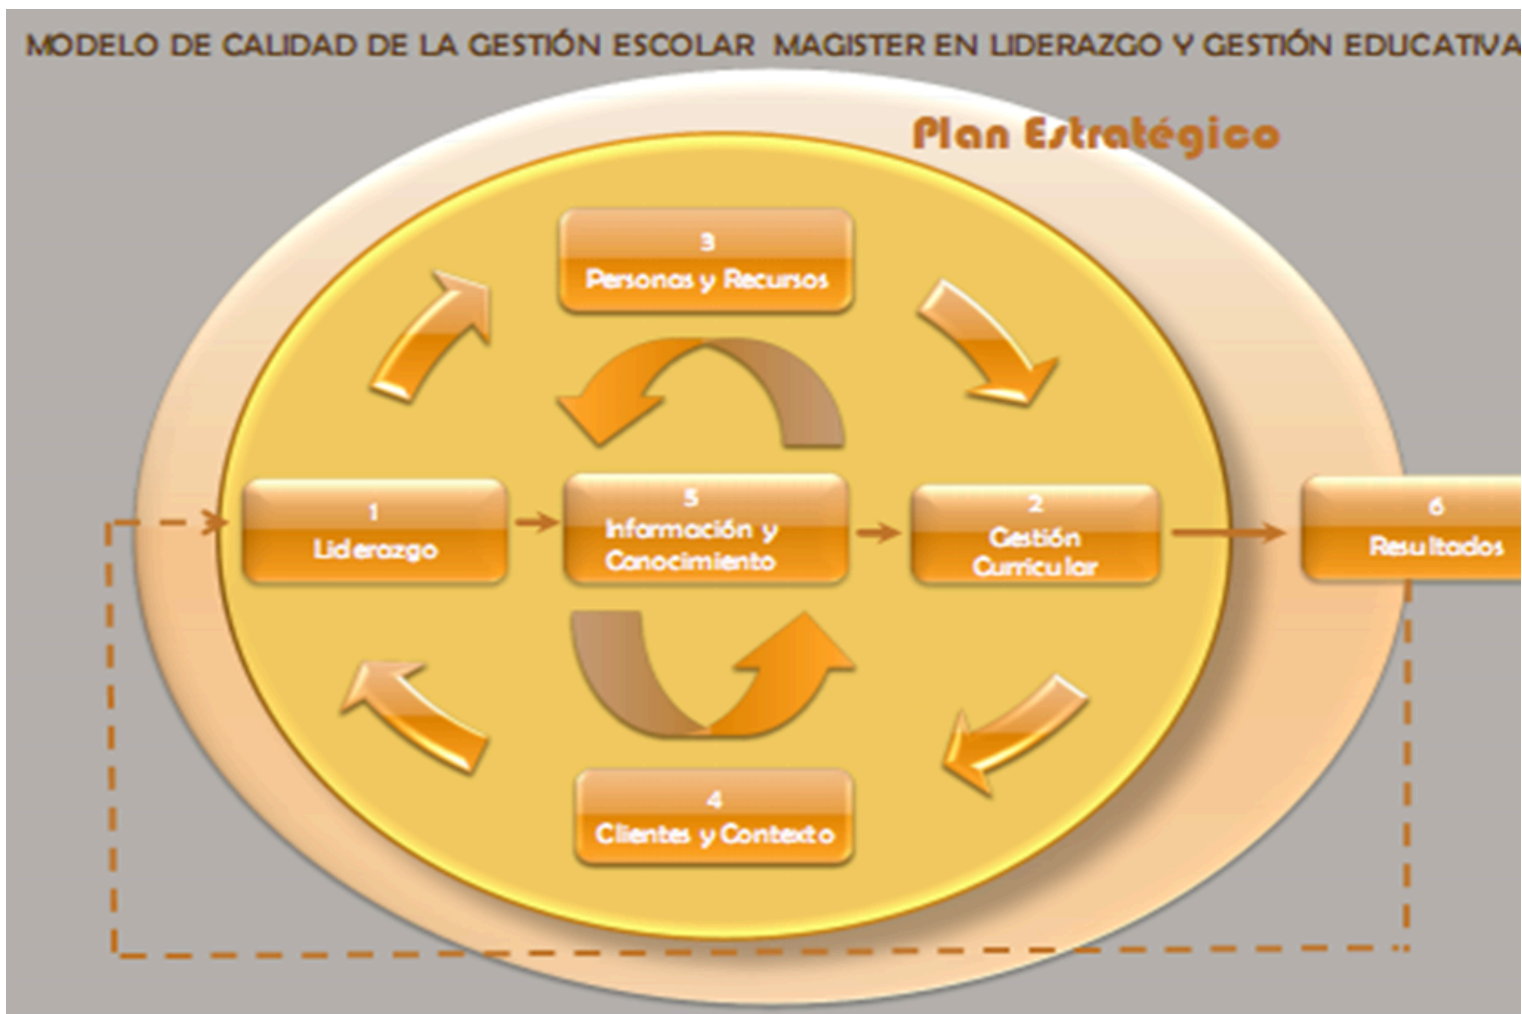 MODELO DE CALIDAD DE LA GESTIÓN ESCOLAR MAGISTER EN LIDERAZGO Y GESTIÓN EDUCATIVA
Plan Estratégico
3
Personas y Recursos
1
Liderazgo
5
Información y
Conocimiento
2
Gestión
Curricular
6
Resultados
4
Clientes y Contexto